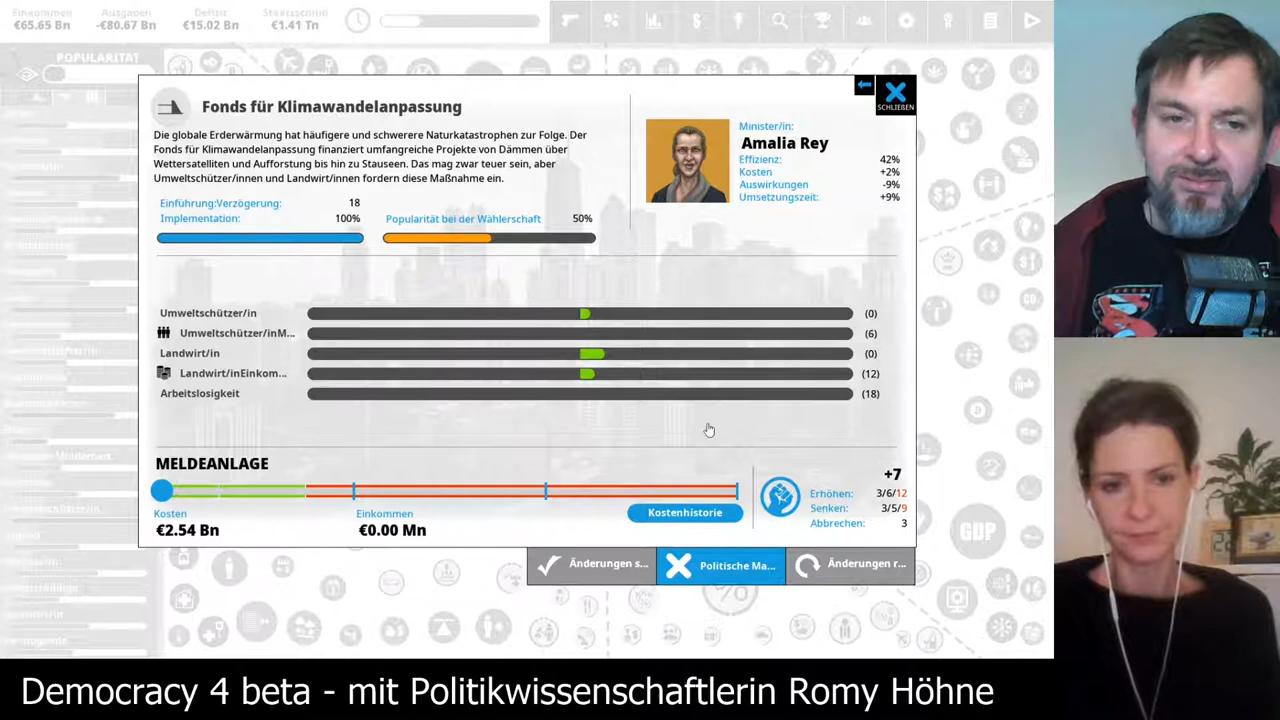 Einkommen
€65.65 Bn
Ausgaben
-€80.67 Bn
Defizit
€15.02 Bn
€1.41 Tn
POPULARITÄT
Fonds für Klimawandelanpassung
Die globale Erderwärmung hat häufigere und schwerere Naturkatastrophen zur Folge. Der
Fonds für Klimawandelanpassung finanziert umfangreiche Projekte von Dämmen über
Wettersatelliten und Aufforstung bis hin zu Stauseen. Das mag zwar teuer sein, aber
Umweltschützer/innen und Landwirt/innen fordern diese Maßnahme ein.
Einführung:Verzögerung: 18
Implementation: 100%
Popularität bei der Wählerschaft 50%
SCHLIEßEN
Minister/in:
Amalia Rey
Effizienz: 42%
Kosten +2%
Auswirkungen -9%
Umsetzungszeit: +9%
Umweltschützer/in (0)
Umweltschützer/inM... (6)
Landwirt/in (0)
Landwirt/inEinkom... (12)
Arbeitslosigkeit (18)
MELDEANLAGE
Kosten
€2.54 Bn
Einkommen
€0.00 Mn
Kostenhistorie
+7
Erhöhen: 3/6/12
Senken: 3/5/9
Abbrechen: 3
Änderungen s...
Politische Ma...
Änderungen r...
GDP
Democracy 4 beta - mit Politikwissenschaftlerin Romy Höhne